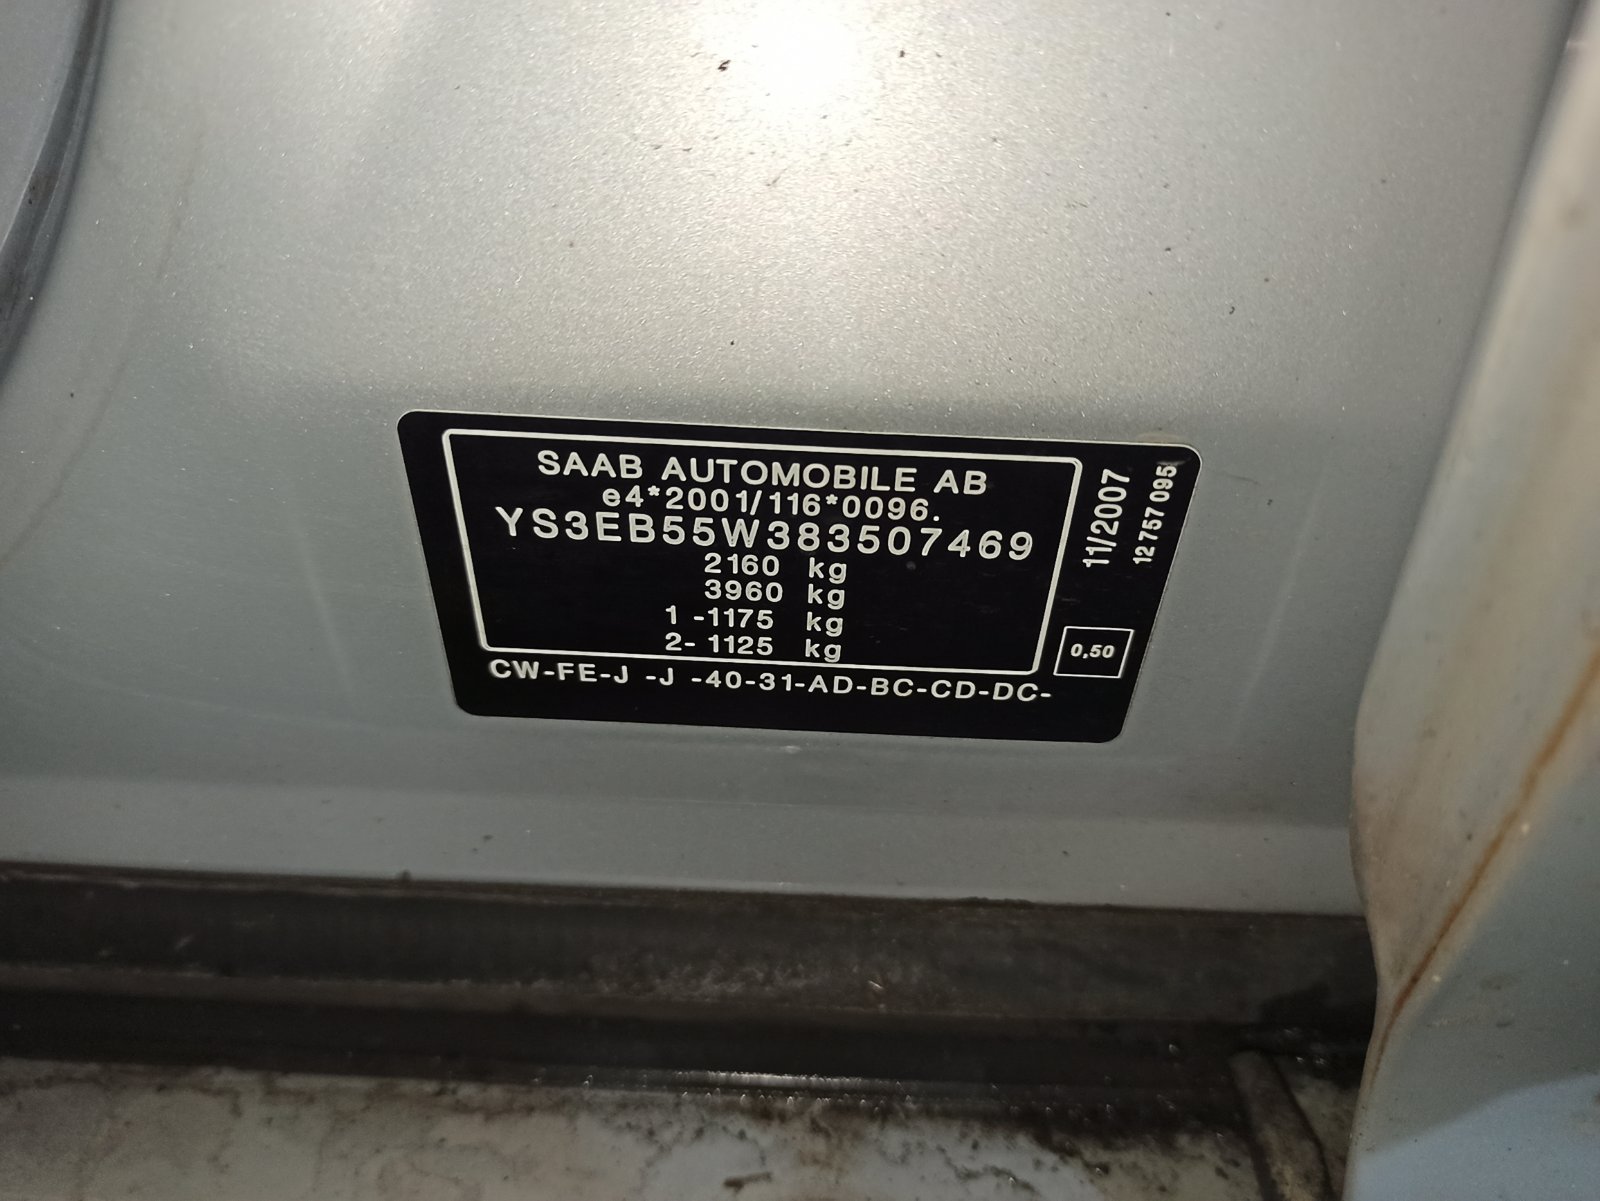 SAAB AUTOMOBILE AB
e4*2001/116*0096.
YS3EB55W383507469
2160 kg
3960 kg
1 -1175 kg
2- 1125 kg
CW-FE-J -J -40-31-AD-BC-CD-DC-
11/2007
12 757 095
0,50